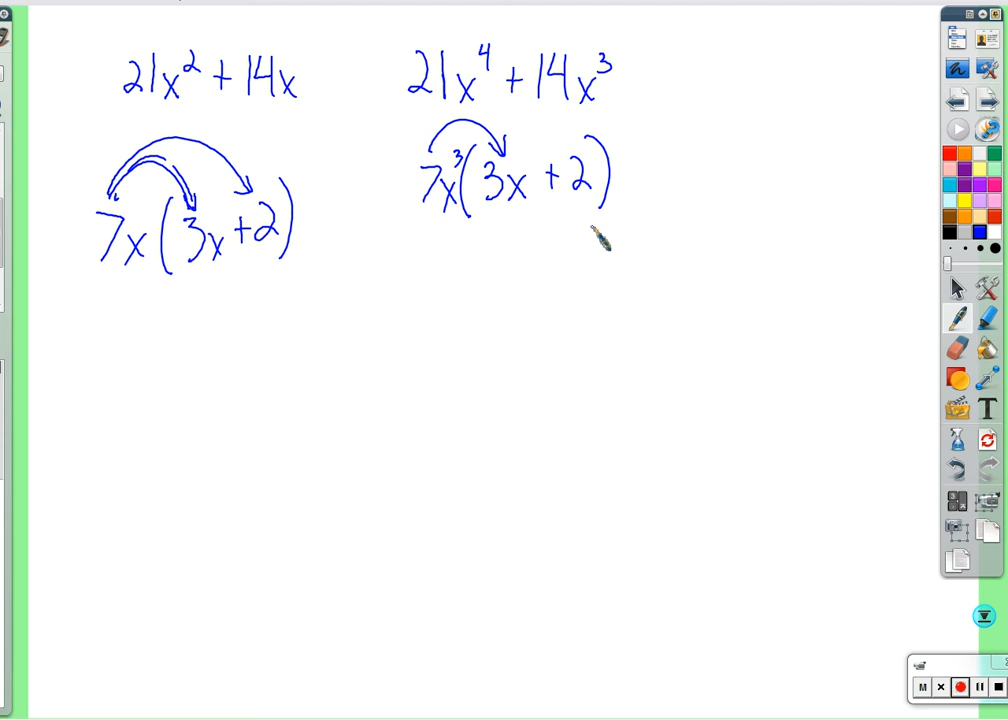 21x² + 14x
7x(3x+2)
21x⁴ + 14x³
7x³(3x + 2)
T
M